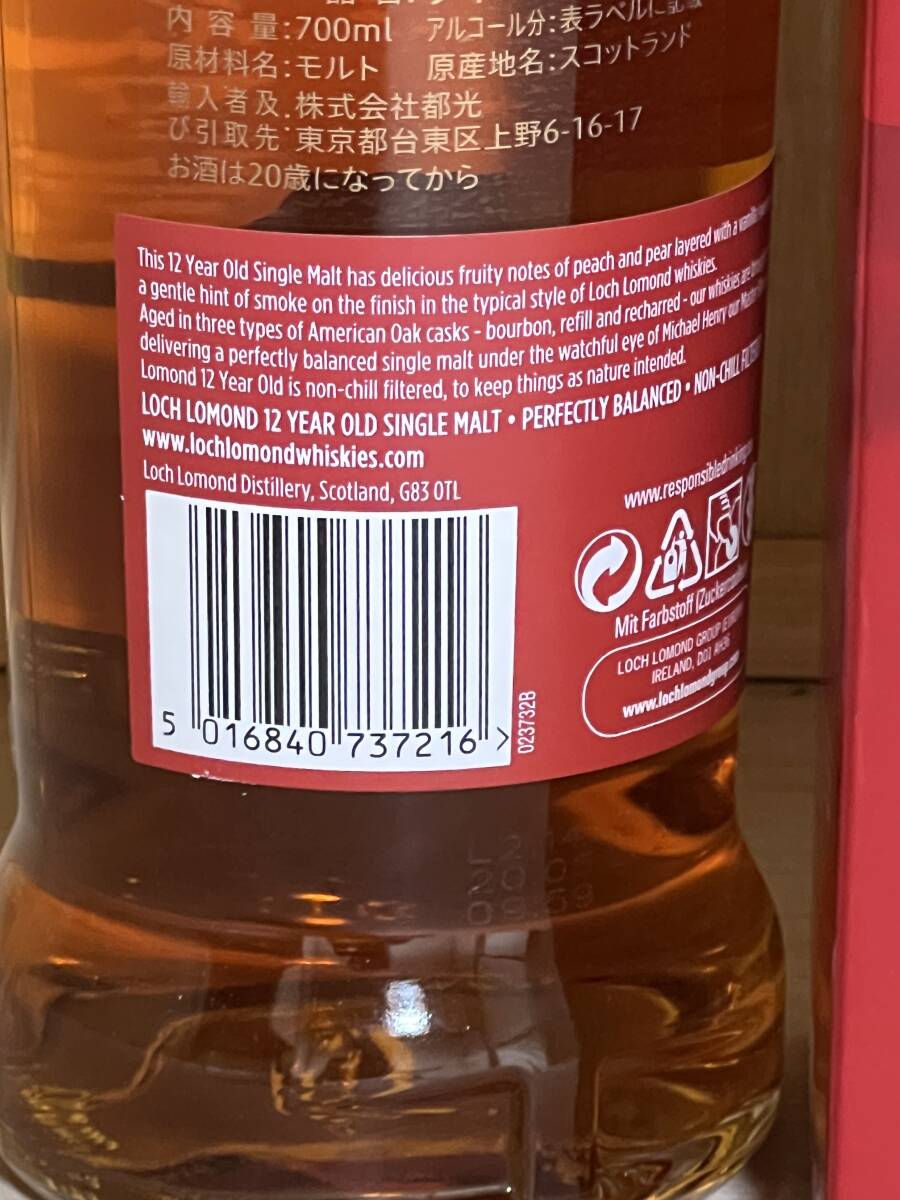 内容量:700ml アルコール分:表ラベルに記載
原材料名:モルト 原産地名:スコットランド
輸入者及び引取先:株式会社都光
東京都台東区上野6-16-17
お酒は20歳になってから
This 12 Year Old Single Malt has delicious fruity notes of peach and pear layered with a vanilla
a gentle hint of smoke on the finish in the typical style of Loch Lomond whiskies.
Aged in three types of American Oak casks - bourbon, refill and recharred - our whiskies are
delivering a perfectly balanced single malt under the watchful eye of Michael Henry our
Lomond 12 Year Old is non-chill filtered, to keep things as nature intended.
LOCH LOMOND 12 YEAR OLD SINGLE MALT • PERFECTLY BALANCED • NON-CHILL
www.lochlomondwhiskies.com
Loch Lomond Distillery, Scotland, G83 0TL
www.responsibledrinking
Mit Farbstoff
LOCH LOMOND GROUP
IRELAND, D01
www.lochlomondgroup.com
5 016840 737216 >
023732B